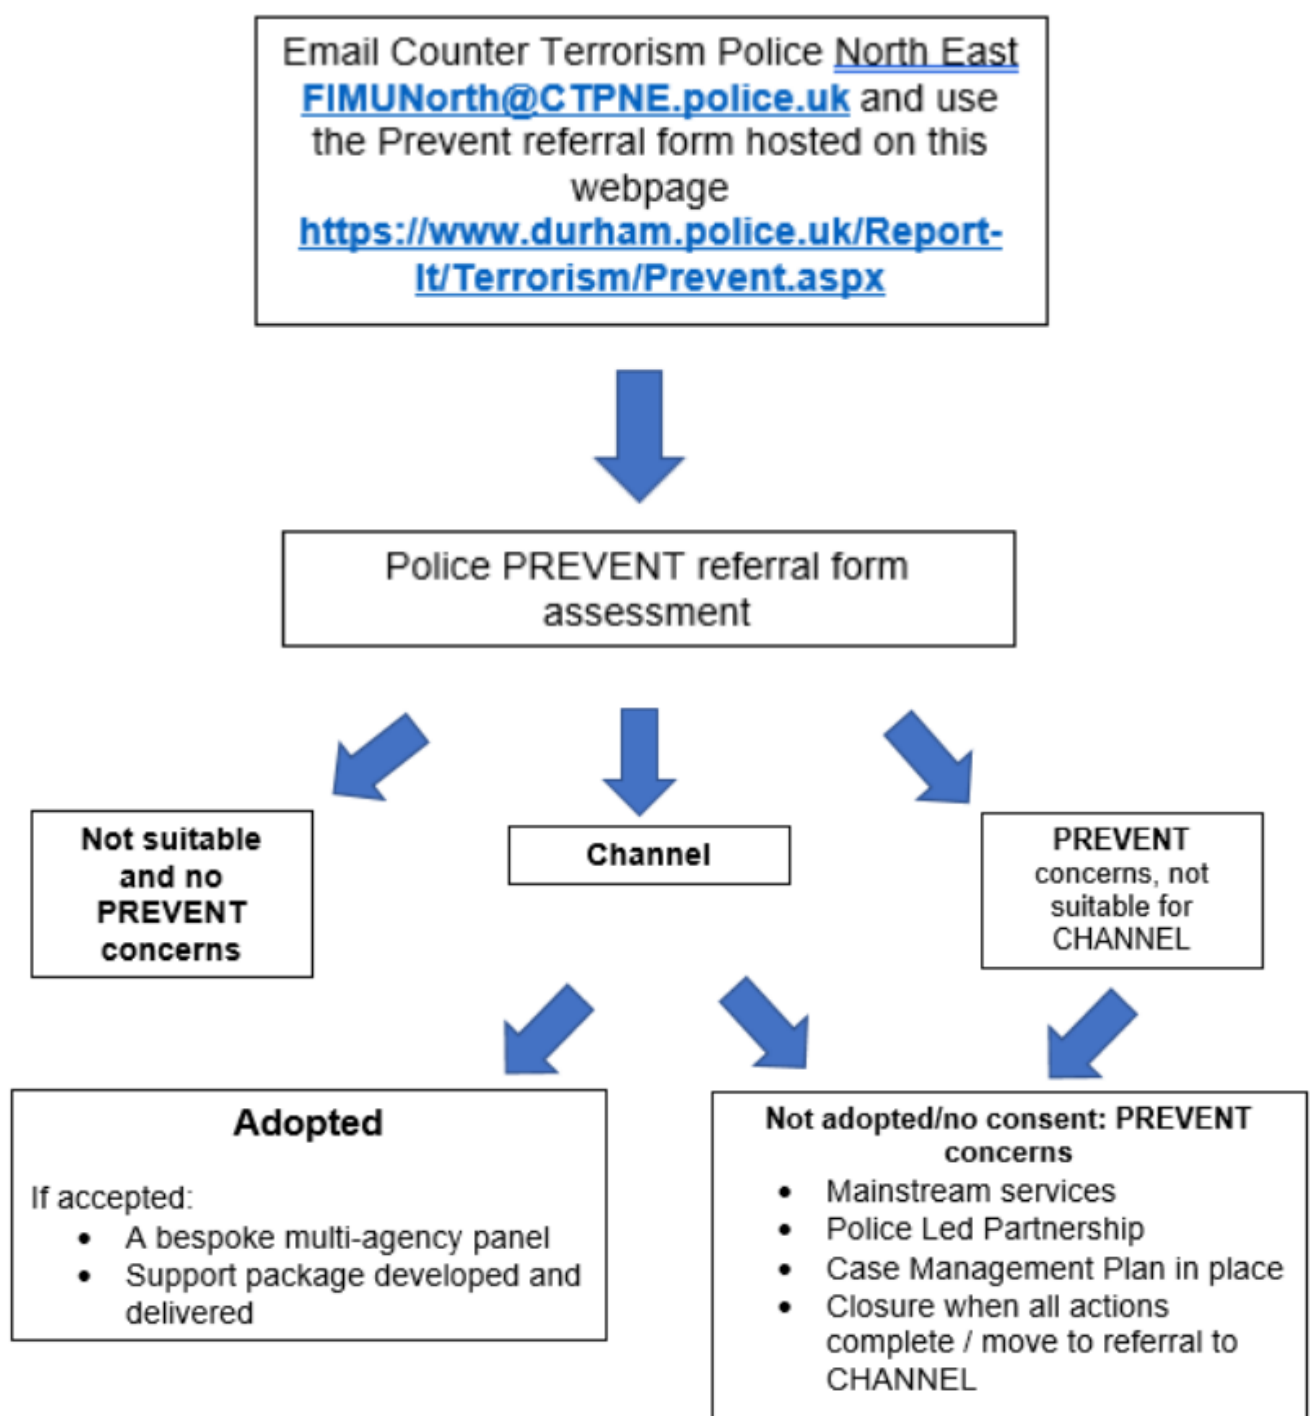 Email Counter Terrorism Police North East
FIMUNorth@CTPNE.police.uk and use
the Prevent referral form hosted on this
webpage
https://www.durham.police.uk/Report-
It/Terrorism/Prevent.aspx
Police PREVENT referral form
assessment
Not suitable
and no
PREVENT
concerns
Channel
PREVENT
concerns, not
suitable for
CHANNEL
Adopted
If accepted:
• A bespoke multi-agency panel
• Support package developed and
delivered
Not adopted/no consent: PREVENT
concerns
• Mainstream services
• Police Led Partnership
• Case Management Plan in place
• Closure when all actions
complete / move to referral to
CHANNEL